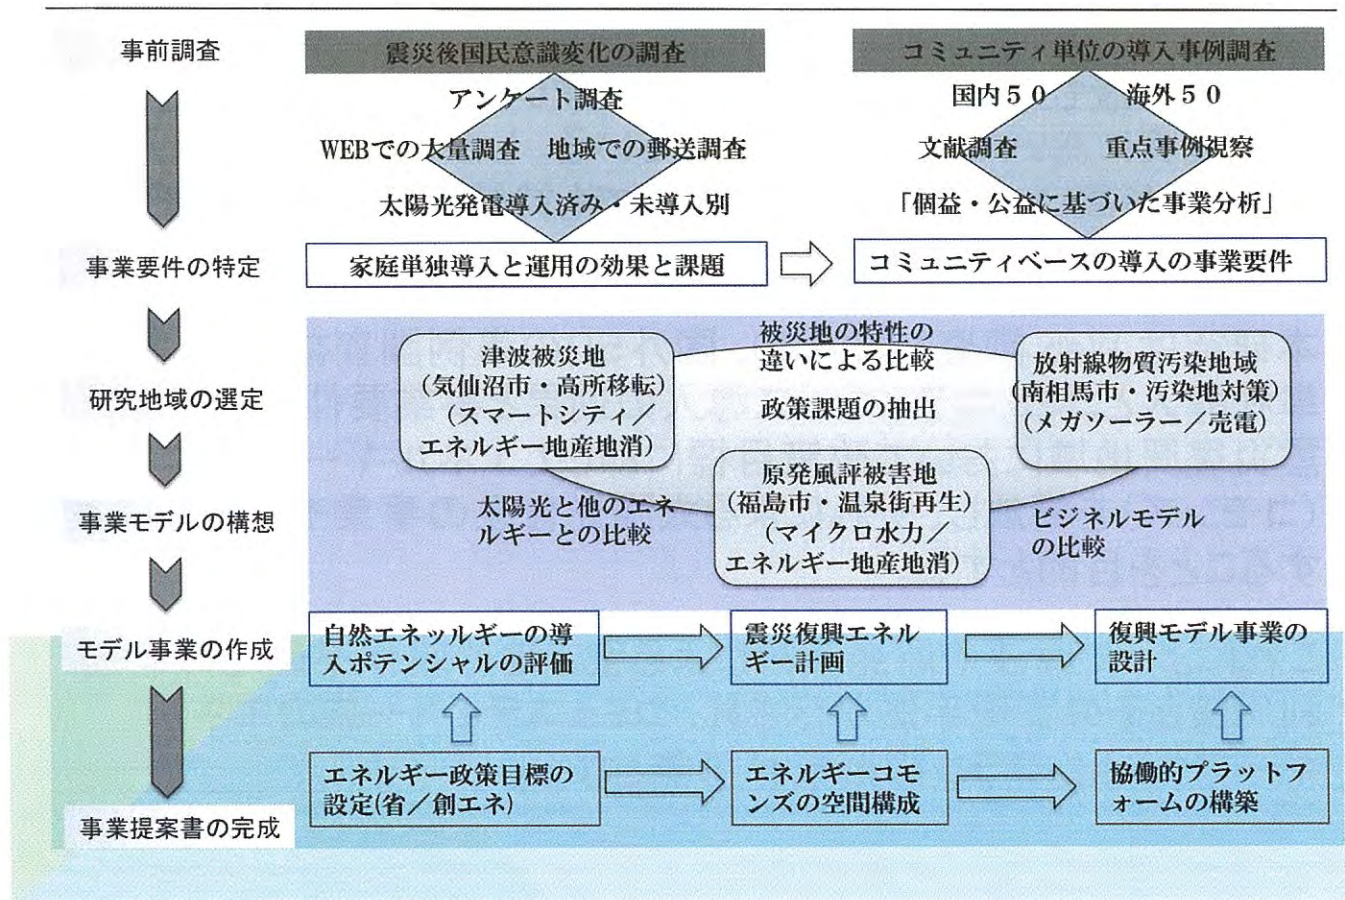 事前調査
震災後国民意識変化の調査
コミュニティ単位の導入事例調査
アンケート調査
国内５０　海外５０
WEBでの大量調査　地域での郵送調査
文献調査　重点事例視察
太陽光発電導入済み・未導入別
「個益・公益に基づいた事業分析」
事業要件の特定
家庭単独導入と運用の効果と課題
コミュニティベースの導入の事業要件
研究地域の選定
津波被災地
(気仙沼市・高所移転)
(スマートシティ／
エネルギー地産地消)
被災地の特性の
違いによる比較
政策課題の抽出
放射線物質汚染地域
(南相馬市・汚染地対策)
(メガソーラー／売電)
事業モデルの構想
太陽光と他のエネ
ルギーとの比較
原発風評被害地
(福島市・温泉街再生)
(マイクロ水力／
エネルギー地産地消)
ビジネルモデル
の比較
モデル事業の作成
自然エネッルギーの導
入ポテンシャルの評価
震災復興エネル
ギー計画
復興モデル事業の
設計
エネルギー政策目標の
設定(省／創エネ)
エネルギーコモ
ンズの空間構成
協働的プラットフ
ォームの構築
事業提案書の完成